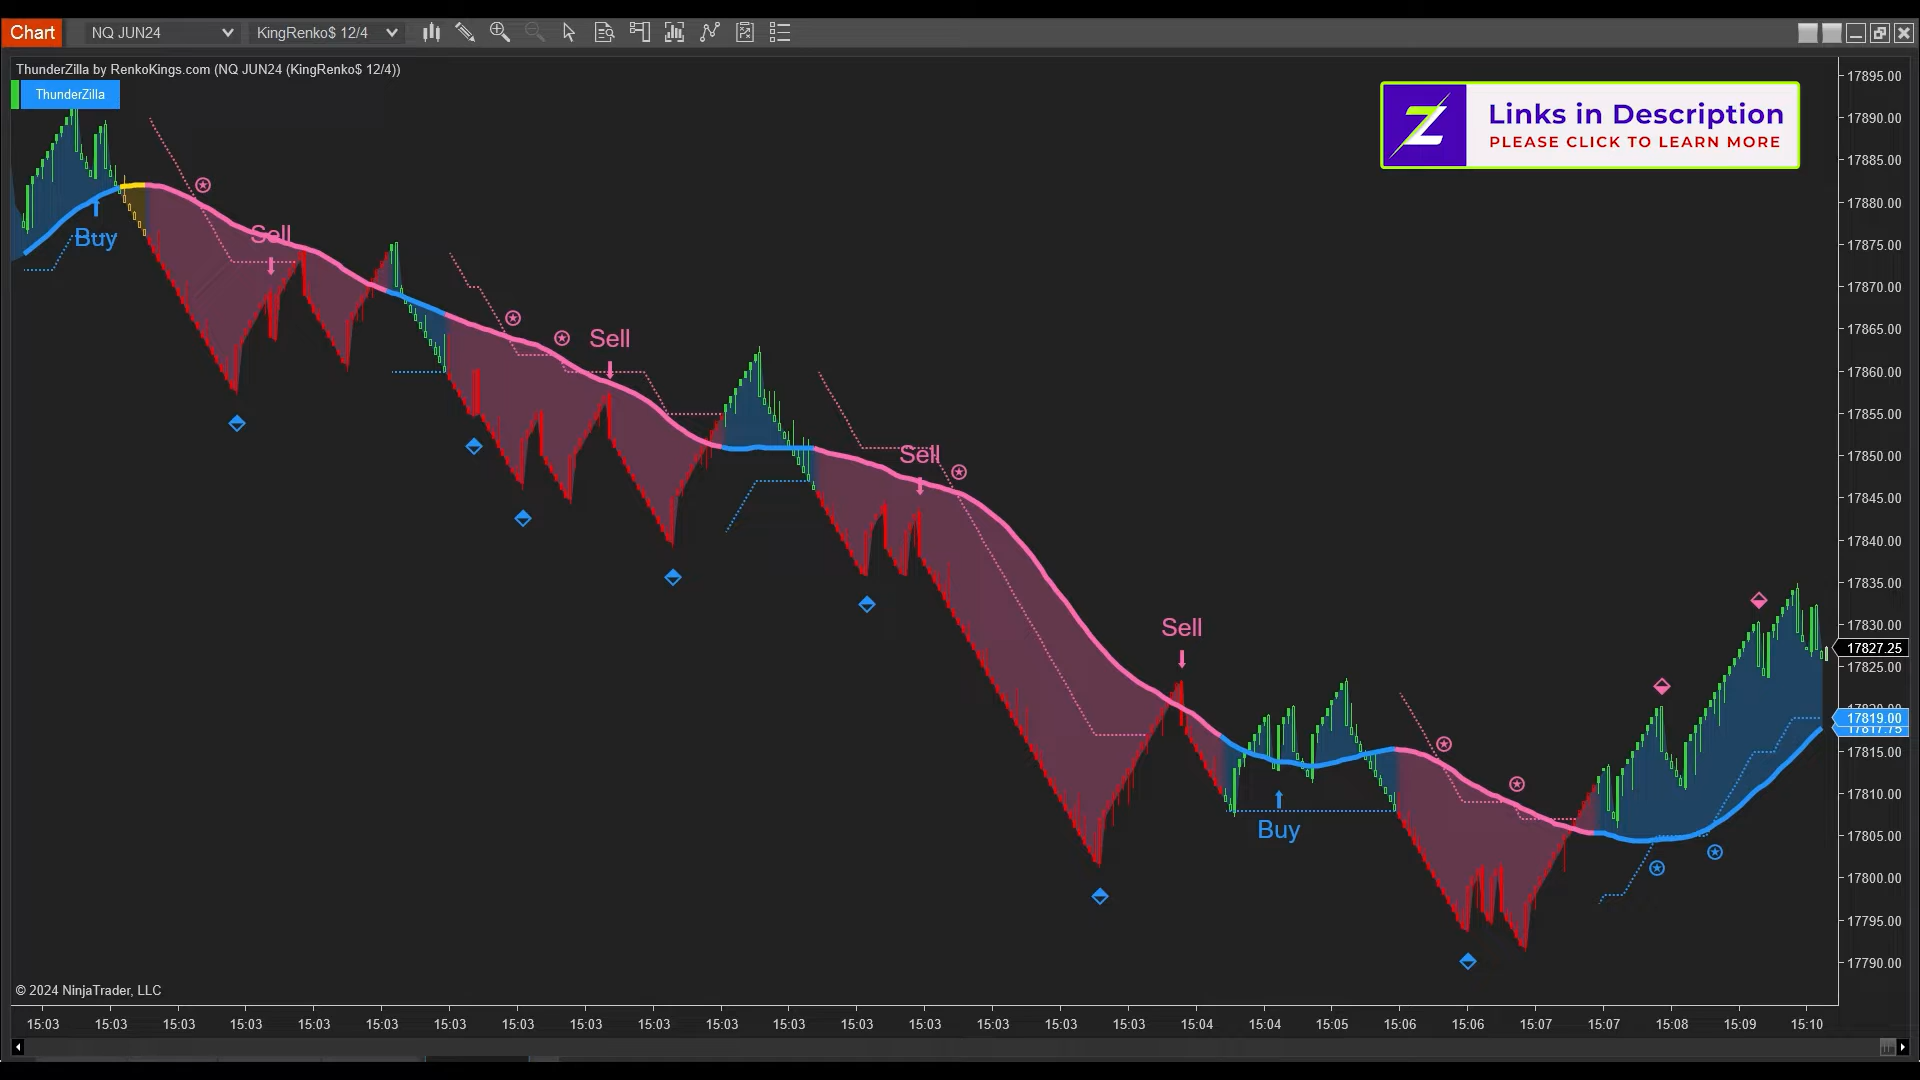 Chart
NQ JUN24
KingRenko$ 12/4
ThunderZilla by RenkoKings.com (NQ JUN24 (KingRenko$ 12/4))
ThunderZilla
Z
Links in Description
PLEASE CLICK TO LEARN MORE
Buy
Sell
Sell
Sell
Sell
Buy
17895.00
17890.00
17885.00
17880.00
17875.00
17870.00
17865.00
17860.00
17855.00
17850.00
17845.00
17840.00
17835.00
17830.00
17827.25
17825.00
17819.00
17817.75
17815.00
17810.00
17805.00
17800.00
17795.00
17790.00
© 2024 NinjaTrader, LLC
15:03 15:03 15:03 15:03 15:03 15:03 15:03 15:03 15:03 15:03 15:03 15:03 15:03 15:03 15:03 15:03 15:03 15:04 15:04 15:05 15:06 15:06 15:07 15:07 15:08 15:09 15:10